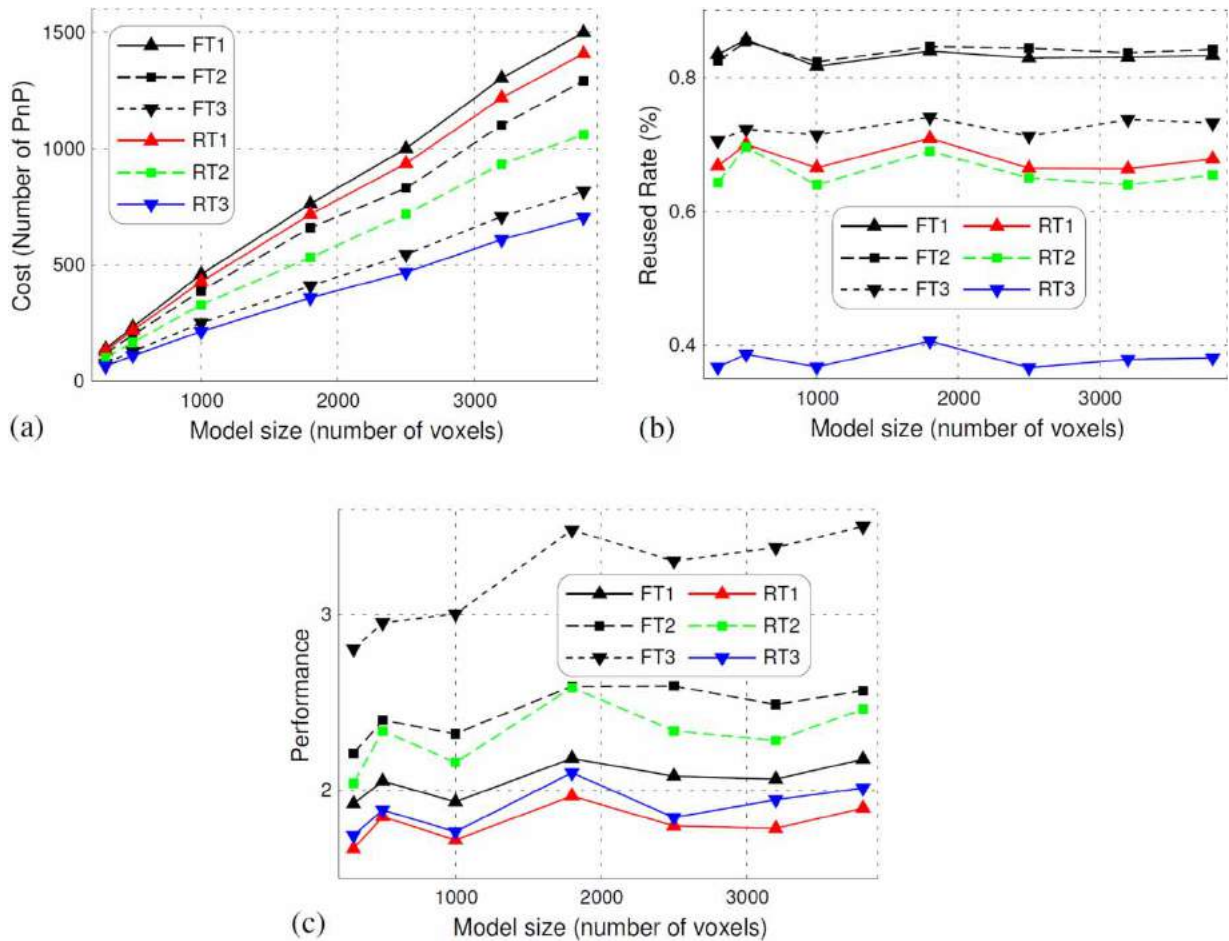 1500
1000
500
0
Cost (Number of PnP)
FT1
FT2
FT3
RT1
RT2
RT3
1000 2000 3000
(a) Model size (number of voxels)
0.8
0.6
0.4
Reused Rate (%)
FT1 RT1
FT2 RT2
FT3 RT3
1000 2000 3000
(b) Model size (number of voxels)
3
2
Performance
FT1 RT1
FT2 RT2
FT3 RT3
1000 2000 3000
(c) Model size (number of voxels)